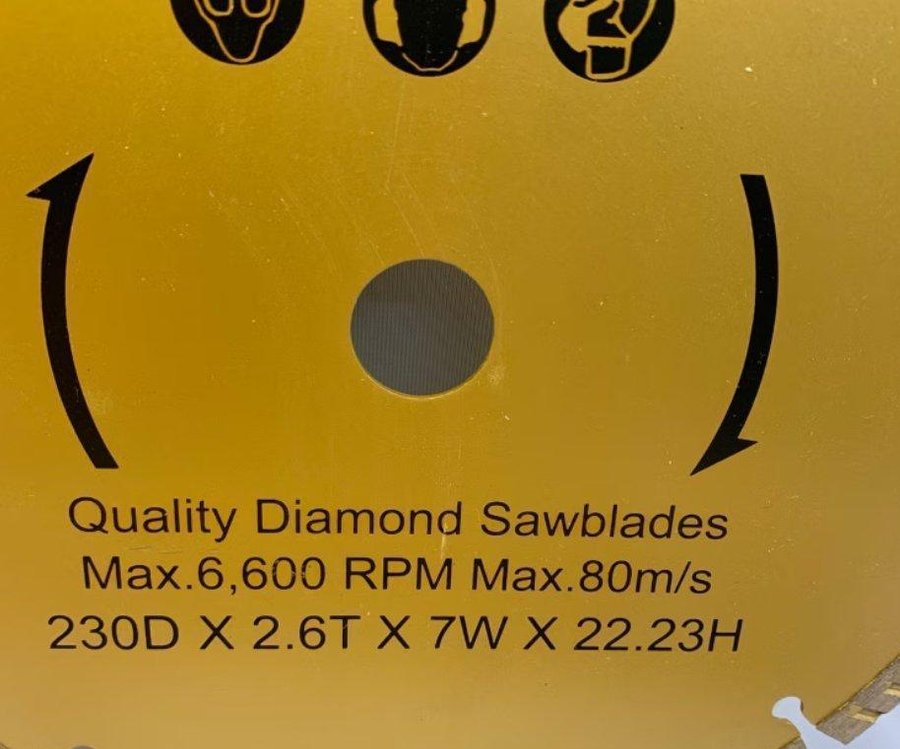 Quality Diamond Sawblades
Max.6,600 RPM Max.80m/s
230D X 2.6T X 7W X 22.23H